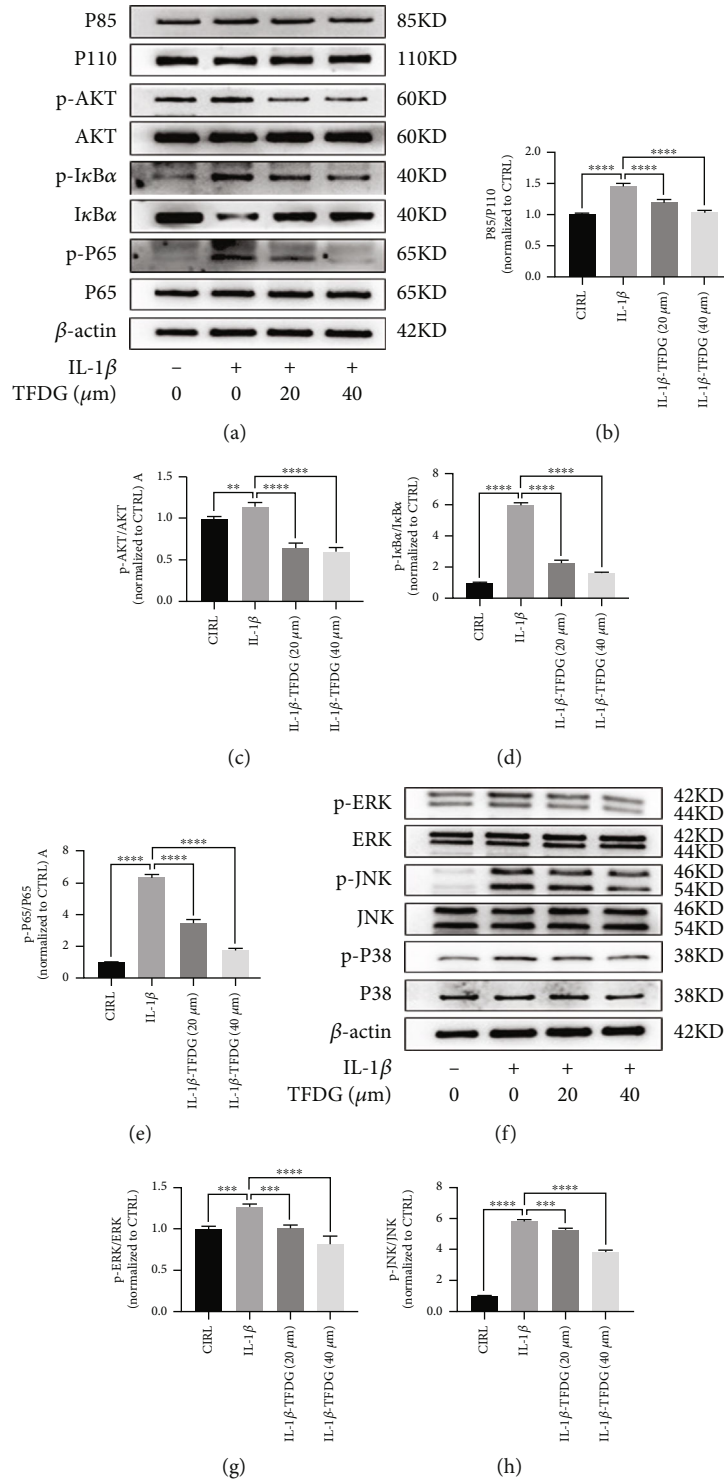 P85 85KD
P110 110KD
p-AKT 60KD
AKT 60KD
p-IκBα 40KD
IκBα 40KD
p-P65 65KD
P65 65KD
β-actin 42KD
IL-1β – + + +
TFDG (μm) 0 0 20 40
(a)
P85/P110
(normalized to CTRL)
2.0
1.5
1.0
0.5
0.0
**** **** ****
CIRL
IL-1β
IL-1β-TFDG (20 μm)
IL-1β-TFDG (40 μm)
(b)
p-AKT/AKT
(normalized to CTRL) A
1.5
1.0
0.5
0.0
** **** ****
CIRL
IL-1β
IL-1β-TFDG (20 μm)
IL-1β-TFDG (40 μm)
(c)
p-IκBα/IκBα
(normalized to CTRL)
8
6
4
2
0
**** **** ****
CIRL
IL-1β
IL-1β-TFDG (20 μm)
IL-1β-TFDG (40 μm)
(d)
p-P65/P65
(normalized to CTRL) A
8
6
4
2
0
**** **** ****
CIRL
IL-1β
IL-1β-TFDG (20 μm)
IL-1β-TFDG (40 μm)
(e)
p-ERK 42KD
44KD
ERK 42KD
44KD
p-JNK 46KD
54KD
JNK 46KD
54KD
p-P38 38KD
P38 38KD
β-actin 42KD
IL-1β – + + +
TFDG (μm) 0 0 20 40
(f)
p-ERK/ERK
(normalized to CTRL)
1.5
1.0
0.5
0.0
*** *** ****
CIRL
IL-1β
IL-1β-TFDG (20 μm)
IL-1β-TFDG (40 μm)
(g)
p-JNK/JNK
(normalized to CTRL)
8
6
4
2
0.0
**** *** ****
CIRL
IL-1β
IL-1β-TFDG (20 μm)
IL-1β-TFDG (40 μm)
(h)